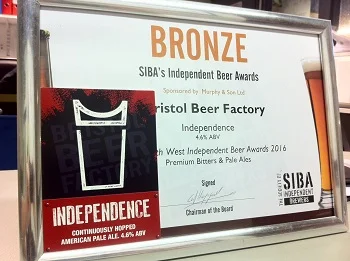 BRONZE
SIBA's Independent Beer Awards
Sponsored by: Murphy & Son Ltd
ristol Beer Factory
Independence
4.6% ABV
th West Independent Beer Awards 2016
Premium Bitters & Pale Ales
Signed
Chairman of the Board
SIBA
INDEPENDENT
BREWERS
INDEPENDENCE
CONTINUOUSLY HOPPED
AMERICAN PALE ALE. 4.6% ABV